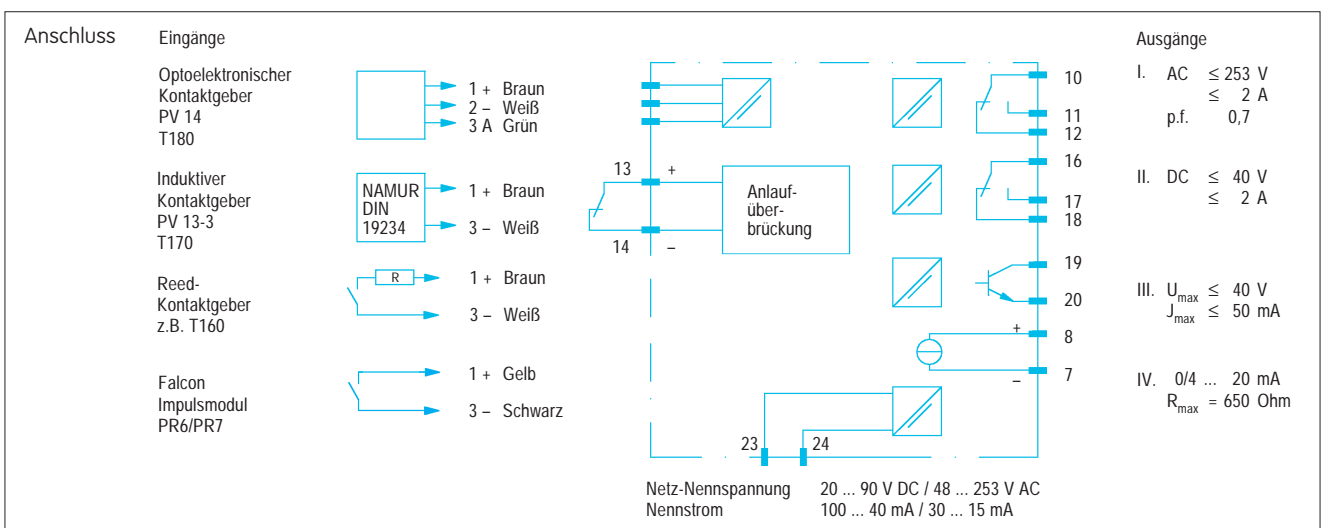 Anschluss
Eingänge
Optoelektronischer
Kontaktgeber
PV 14
T180
1 + Braun
2 – Weiß
3 A Grün
Induktiver
Kontaktgeber
PV 13-3
T170
NAMUR
DIN
19234
1 + Braun
3 – Weiß
Reed-
Kontaktgeber
z.B. T160
R
1 + Braun
3 – Weiß
Falcon
Impulsmodul
PR6/PR7
1 + Gelb
3 – Schwarz
13
+
14
–
Anlauf-
über-
brückung
10
11
12
16
17
18
19
20
+
8
–
7
23
24
Netz-Nennspannung 20 ... 90 V DC / 48 ... 253 V AC
Nennstrom 100 ... 40 mA / 30 ... 15 mA
Ausgänge
I. AC ≤ 253 V
≤ 2 A
p.f. 0,7
II. DC ≤ 40 V
≤ 2 A
III. Umax ≤ 40 V
Jmax ≤ 50 mA
IV. 0/4 ... 20 mA
Rmax = 650 Ohm